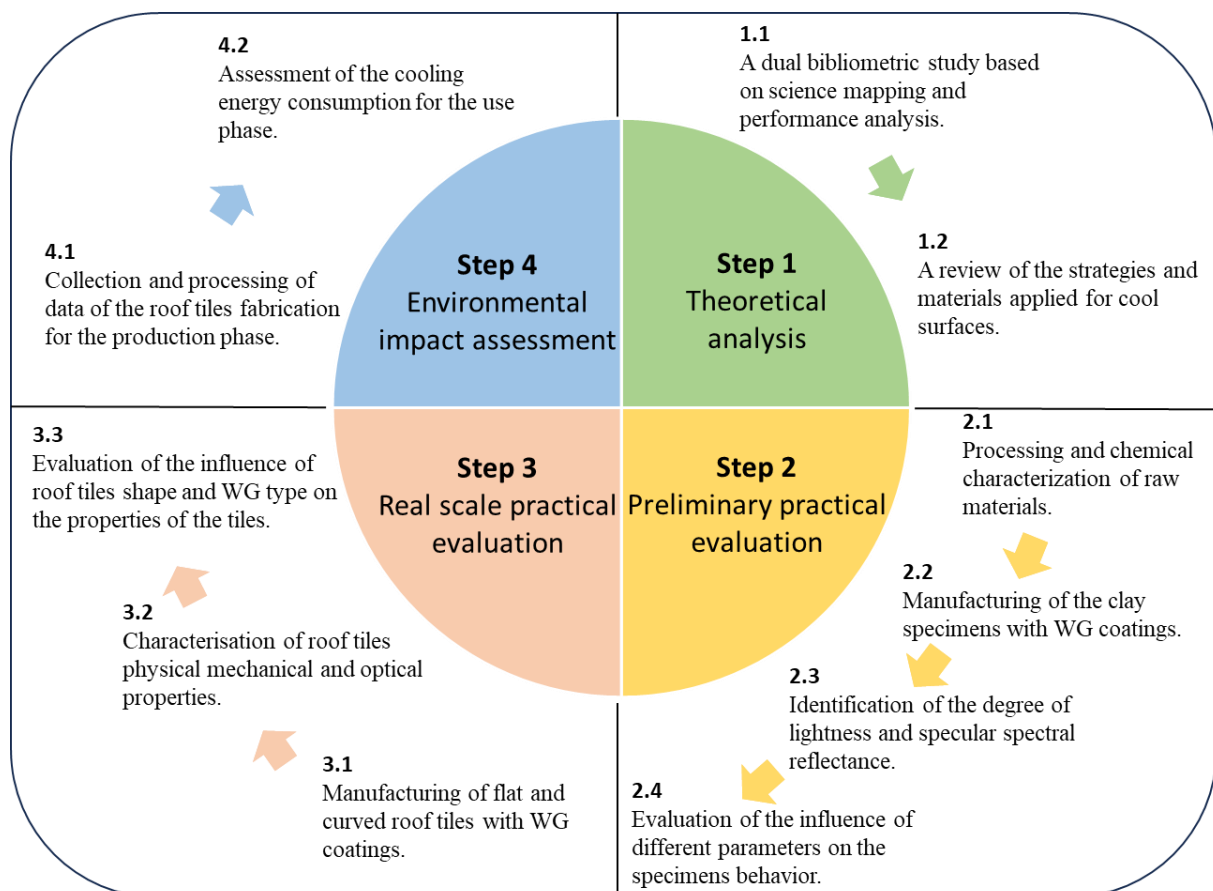 1.1
A dual bibliometric study based
on science mapping and
performance analysis.
1.2
A review of the strategies and
materials applied for cool
surfaces.
Step 1
Theoretical
analysis
2.1
Processing and chemical
characterization of raw
materials.
2.2
Manufacturing of the clay
specimens with WG coatings.
2.3
Identification of the degree of
lightness and specular spectral
reflectance.
2.4
Evaluation of the influence of
different parameters on the
specimens behavior.
Step 2
Preliminary practical
evaluation
3.1
Manufacturing of flat and
curved roof tiles with WG
coatings.
3.2
Characterisation of roof tiles
physical mechanical and optical
properties.
3.3
Evaluation of the influence of
roof tiles shape and WG type on
the properties of the tiles.
Step 3
Real scale practical
evaluation
4.1
Collection and processing of
data of the roof tiles fabrication
for the production phase.
4.2
Assessment of the cooling
energy consumption for the use
phase.
Step 4
Environmental
impact assessment